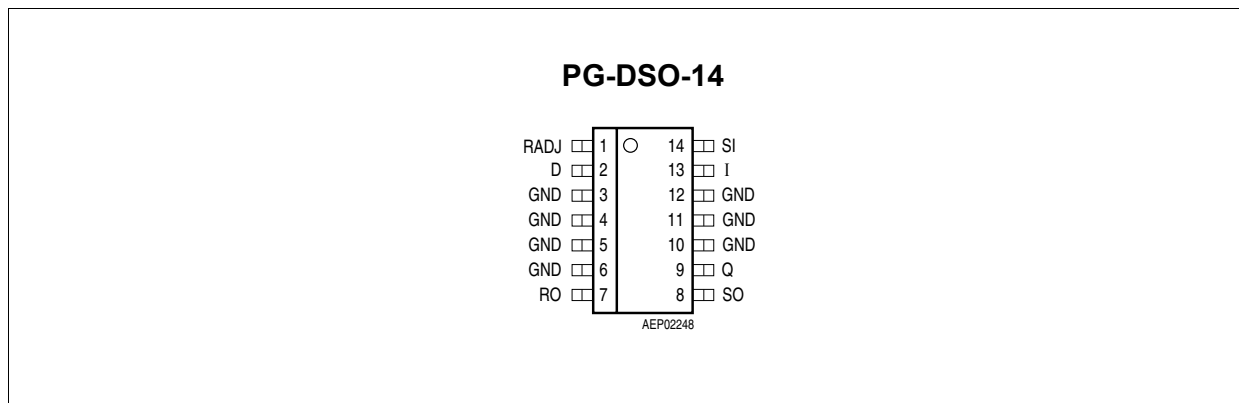 PG-DSO-14
RADJ 1 14 SI
D 2 13 I
GND 3 12 GND
GND 4 11 GND
GND 5 10 GND
GND 6 9 Q
RO 7 8 SO
AEP02248